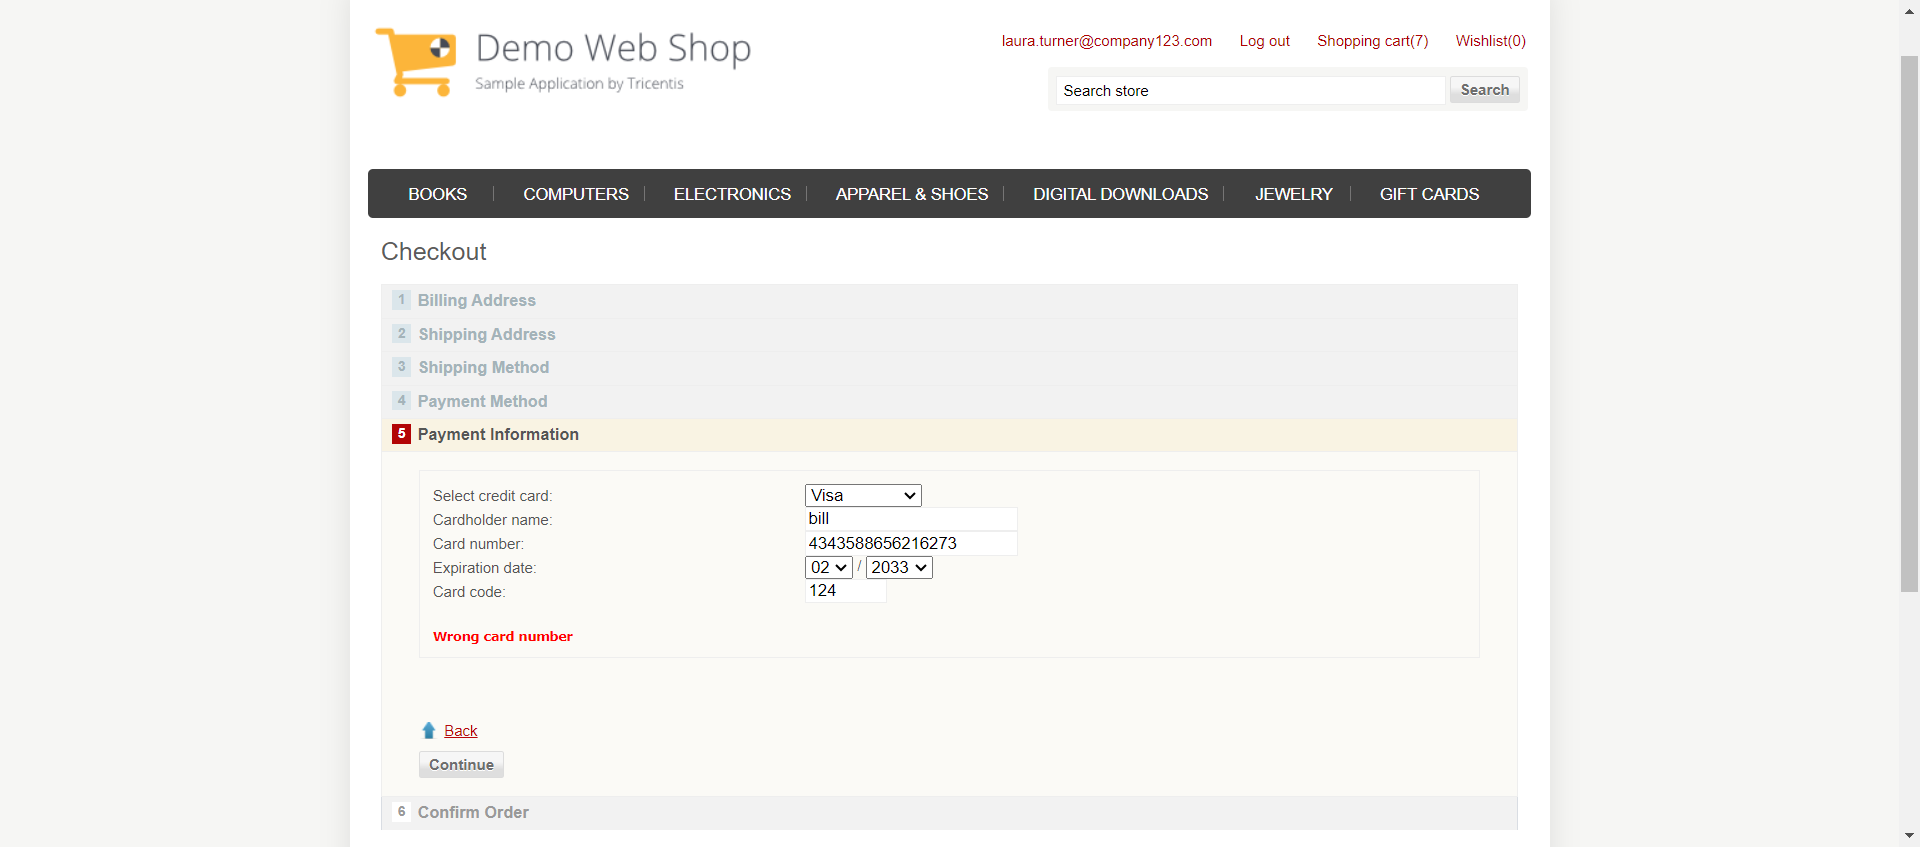 Demo Web Shop
Sample Application by Tricentis
laura.turner@company123.com Log out Shopping cart(7) Wishlist(0)
Search store Search
BOOKS COMPUTERS ELECTRONICS APPAREL & SHOES DIGITAL DOWNLOADS JEWELRY GIFT CARDS
Checkout
1 Billing Address
2 Shipping Address
3 Shipping Method
4 Payment Method
5 Payment Information
Select credit card: Visa
Cardholder name: bill
Card number: 4343588656216273
Expiration date: 02 / 2033
Card code: 124
Wrong card number
Back
Continue
6 Confirm Order